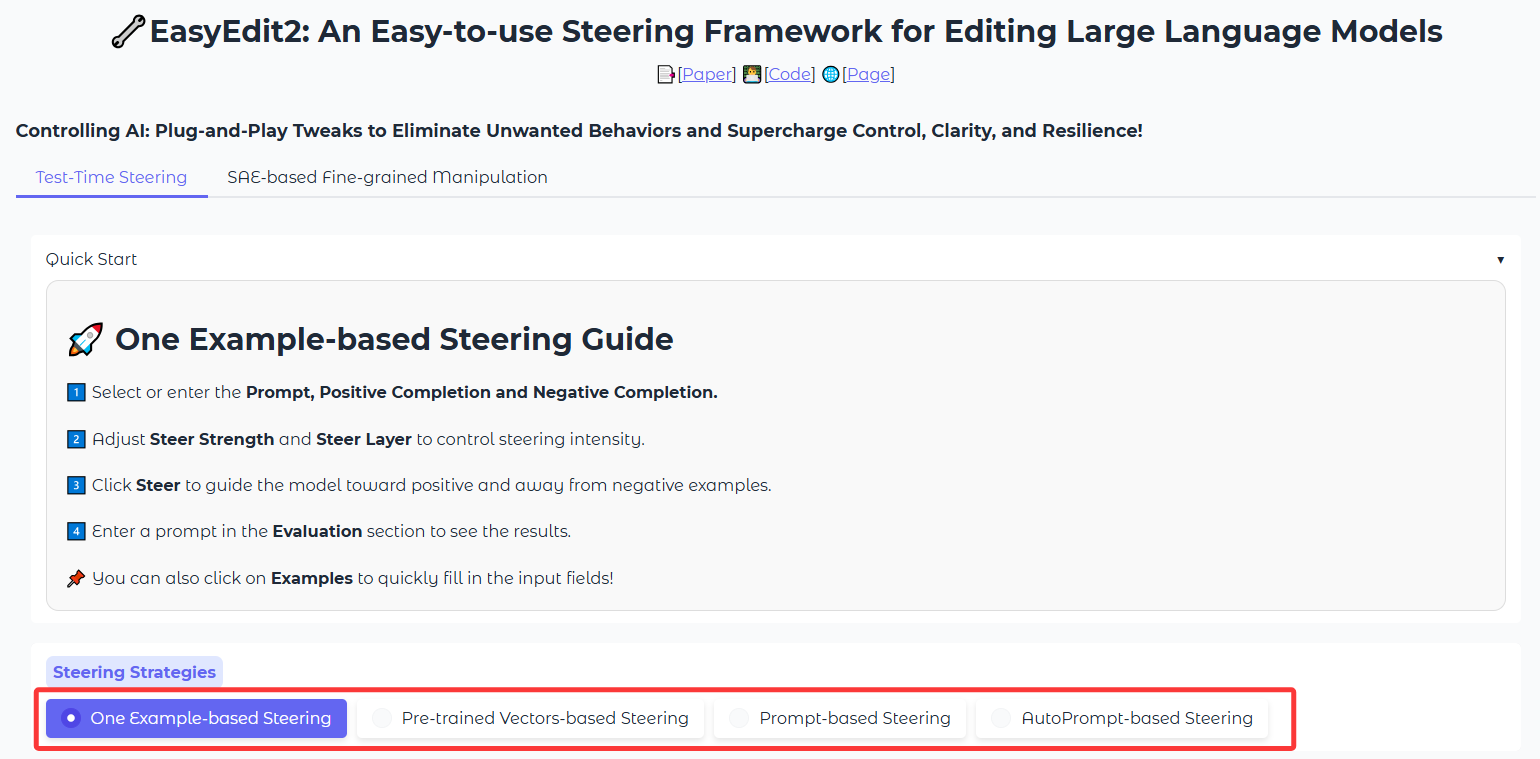 EasyEdit2: An Easy-to-use Steering Framework for Editing Large Language Models
[Paper] [Code] [Page]
Controlling AI: Plug-and-Play Tweaks to Eliminate Unwanted Behaviors and Supercharge Control, Clarity, and Resilience!
Test-Time Steering SAE-based Fine-grained Manipulation
Quick Start ▼
One Example-based Steering Guide
1 Select or enter the Prompt, Positive Completion and Negative Completion.
2 Adjust Steer Strength and Steer Layer to control steering intensity.
3 Click Steer to guide the model toward positive and away from negative examples.
4 Enter a prompt in the Evaluation section to see the results.
You can also click on Examples to quickly fill in the input fields!
Steering Strategies
One Example-based Steering Pre-trained Vectors-based Steering Prompt-based Steering AutoPrompt-based Steering